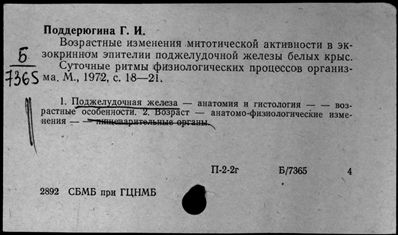 Поддерюгина Г. И.
Возрастные изменения митотической активности в эк-
зокринном эпителии поджелудочной железы белых крыс.
Б
7365
Суточные ритмы физиологических процессов организ-
ма. М., 1972, с. 18—21.
1. Поджелудочная железа — анатомия и гистология — — воз-
растные особенности. 2. Возраст — анатомо-физиологические изме-
нения — — пищеварительные органы.
П-2-2г Б/7365 4
2892 СБМБ при ГЦНМБ